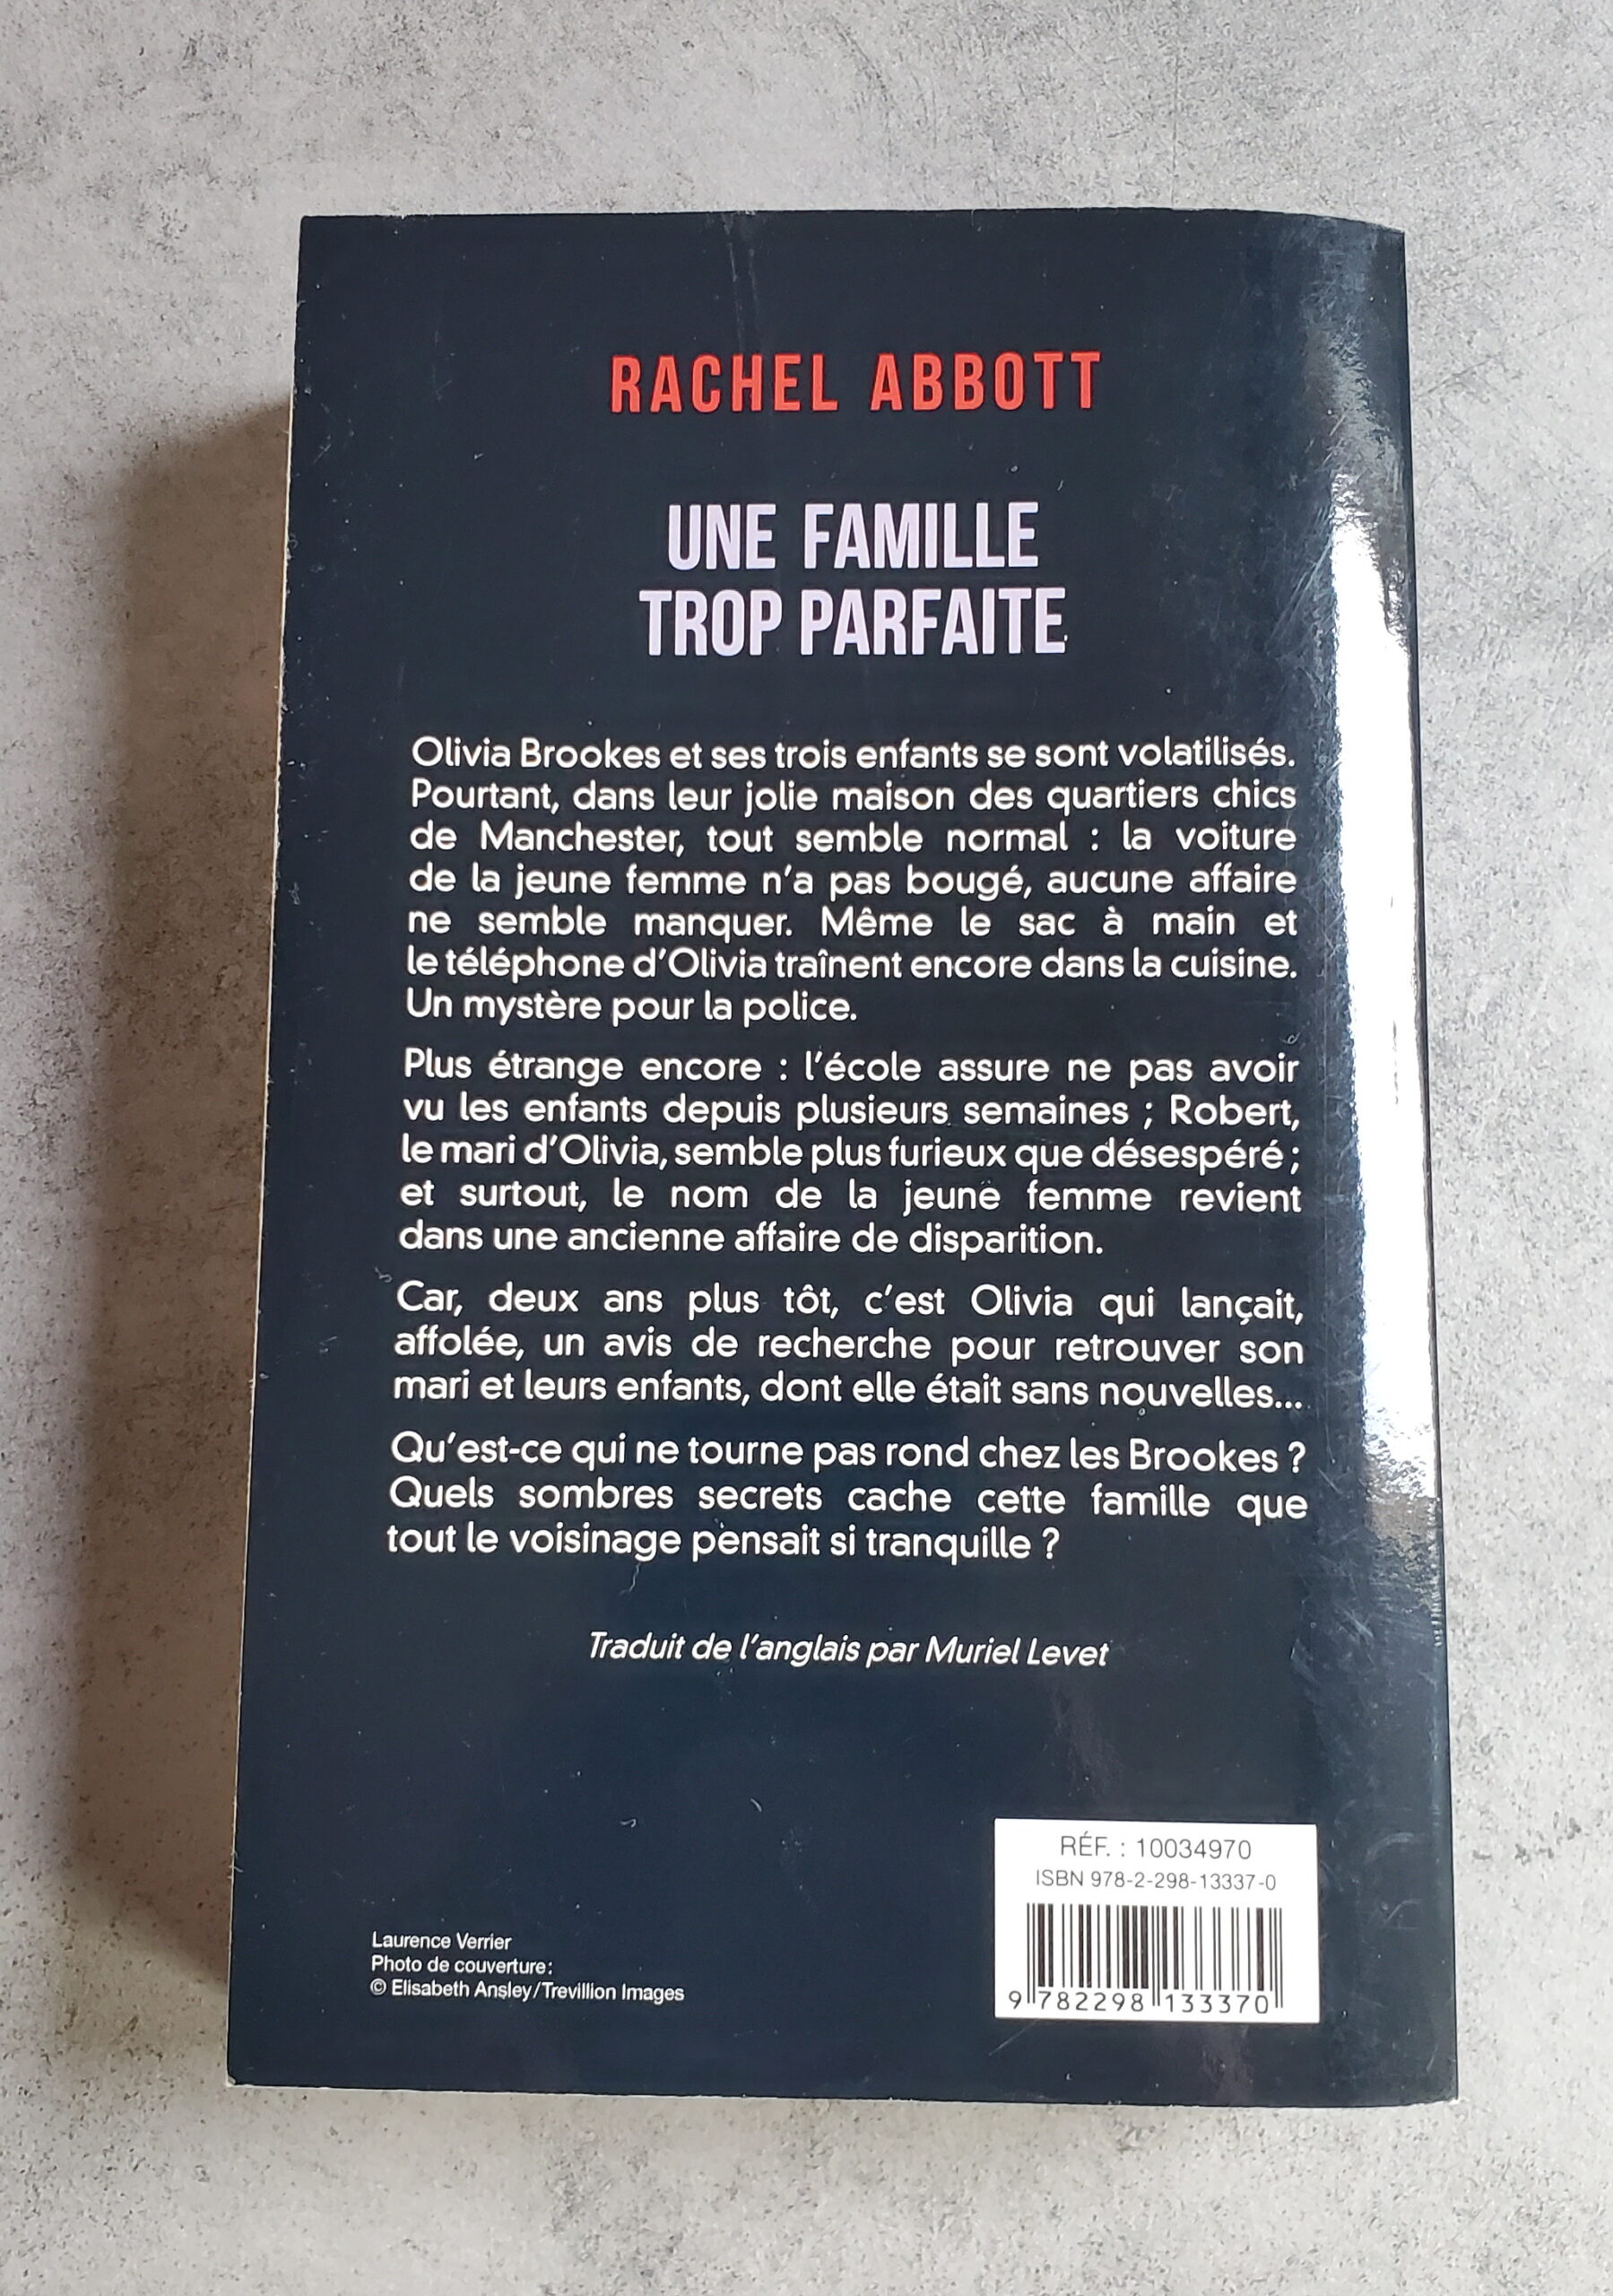 RACHEL ABBOTT
UNE FAMILLE
TROP PARFAITE
Olivia Brookes et ses trois enfants se sont volatilisés.
Pourtant, dans leur jolie maison des quartiers chics
de Manchester, tout semble normal : la voiture
de la jeune femme n'a pas bougé, aucune affaire
ne semble manquer. Même le sac à main et
le téléphone d'Olivia traînent encore dans la cuisine.
Un mystère pour la police.
Plus étrange encore : l'école assure ne pas avoir
vu les enfants depuis plusieurs semaines ; Robert,
le mari d'Olivia, semble plus furieux que désespéré ;
et surtout, le nom de la jeune femme revient
dans une ancienne affaire de disparition.
Car, deux ans plus tôt, c'est Olivia qui lançait,
affolée, un avis de recherche pour retrouver son
mari et leurs enfants, dont elle était sans nouvelles...
Qu'est-ce qui ne tourne pas rond chez les Brookes ?
Quels sombres secrets cache cette famille que
tout le voisinage pensait si tranquille ?
Traduit de l'anglais par Muriel Levet
Laurence Verrier
Photo de couverture :
© Elisabeth Ansley/Trevillion Images
RÉF. : 10034970
ISBN 978-2-298-13337-0
9 782298 133370